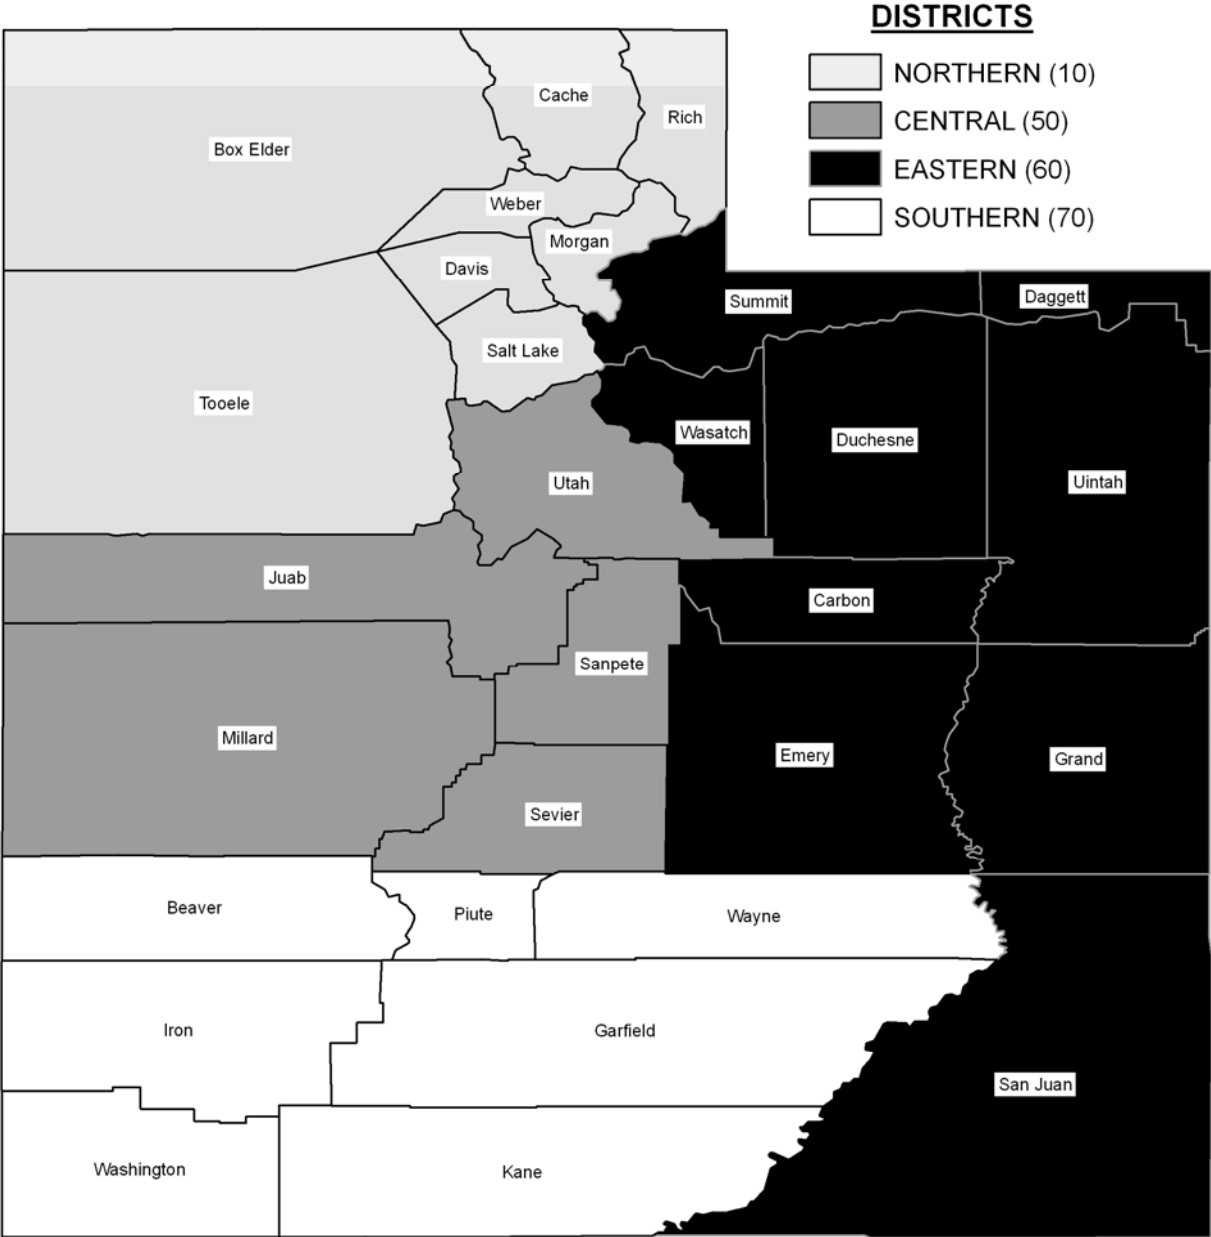 DISTRICTS
NORTHERN (10)
CENTRAL (50)
EASTERN (60)
SOUTHERN (70)
Cache
Rich
Box Elder
Weber
Morgan
Davis
Summit
Daggett
Salt Lake
Tooele
Wasatch
Duchesne
Utah
Uintah
Juab
Carbon
Sanpete
Millard
Emery
Grand
Sevier
Beaver
Piute
Wayne
Iron
Garfield
San Juan
Washington
Kane